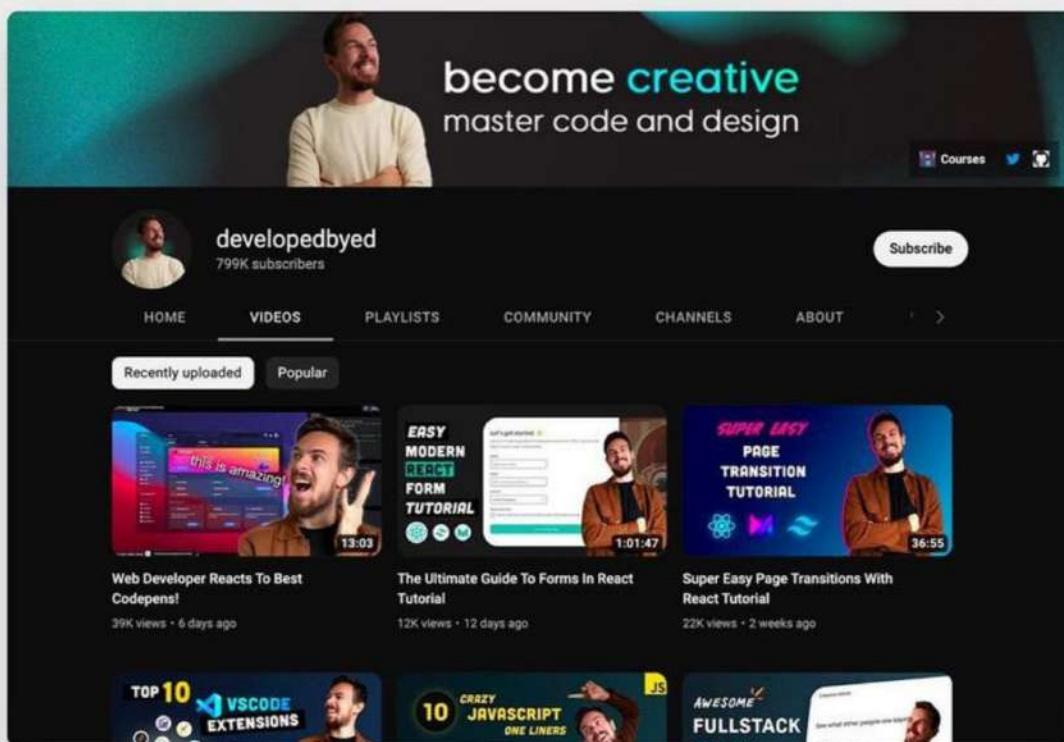 become creative
master code and design
Courses
developedbyed
799K subscribers
Subscribe
HOME VIDEOS PLAYLISTS COMMUNITY CHANNELS ABOUT
Recently uploaded Popular
this is amazing!
13:03
EASY
MODERN
REACT
FORM
TUTORIAL
Let's get started
1:01:47
SUPER EASY
PAGE
TRANSITION
TUTORIAL
36:55
Web Developer Reacts To Best
Codepens!
39K views • 6 days ago
The Ultimate Guide To Forms In React
Tutorial
12K views • 12 days ago
Super Easy Page Transitions With
React Tutorial
22K views • 2 weeks ago
TOP 10
VSCODE
EXTENSIONS
10 CRAZY
JAVASCRIPT
ONE LINERS
JS
AWESOME
FULLSTACK